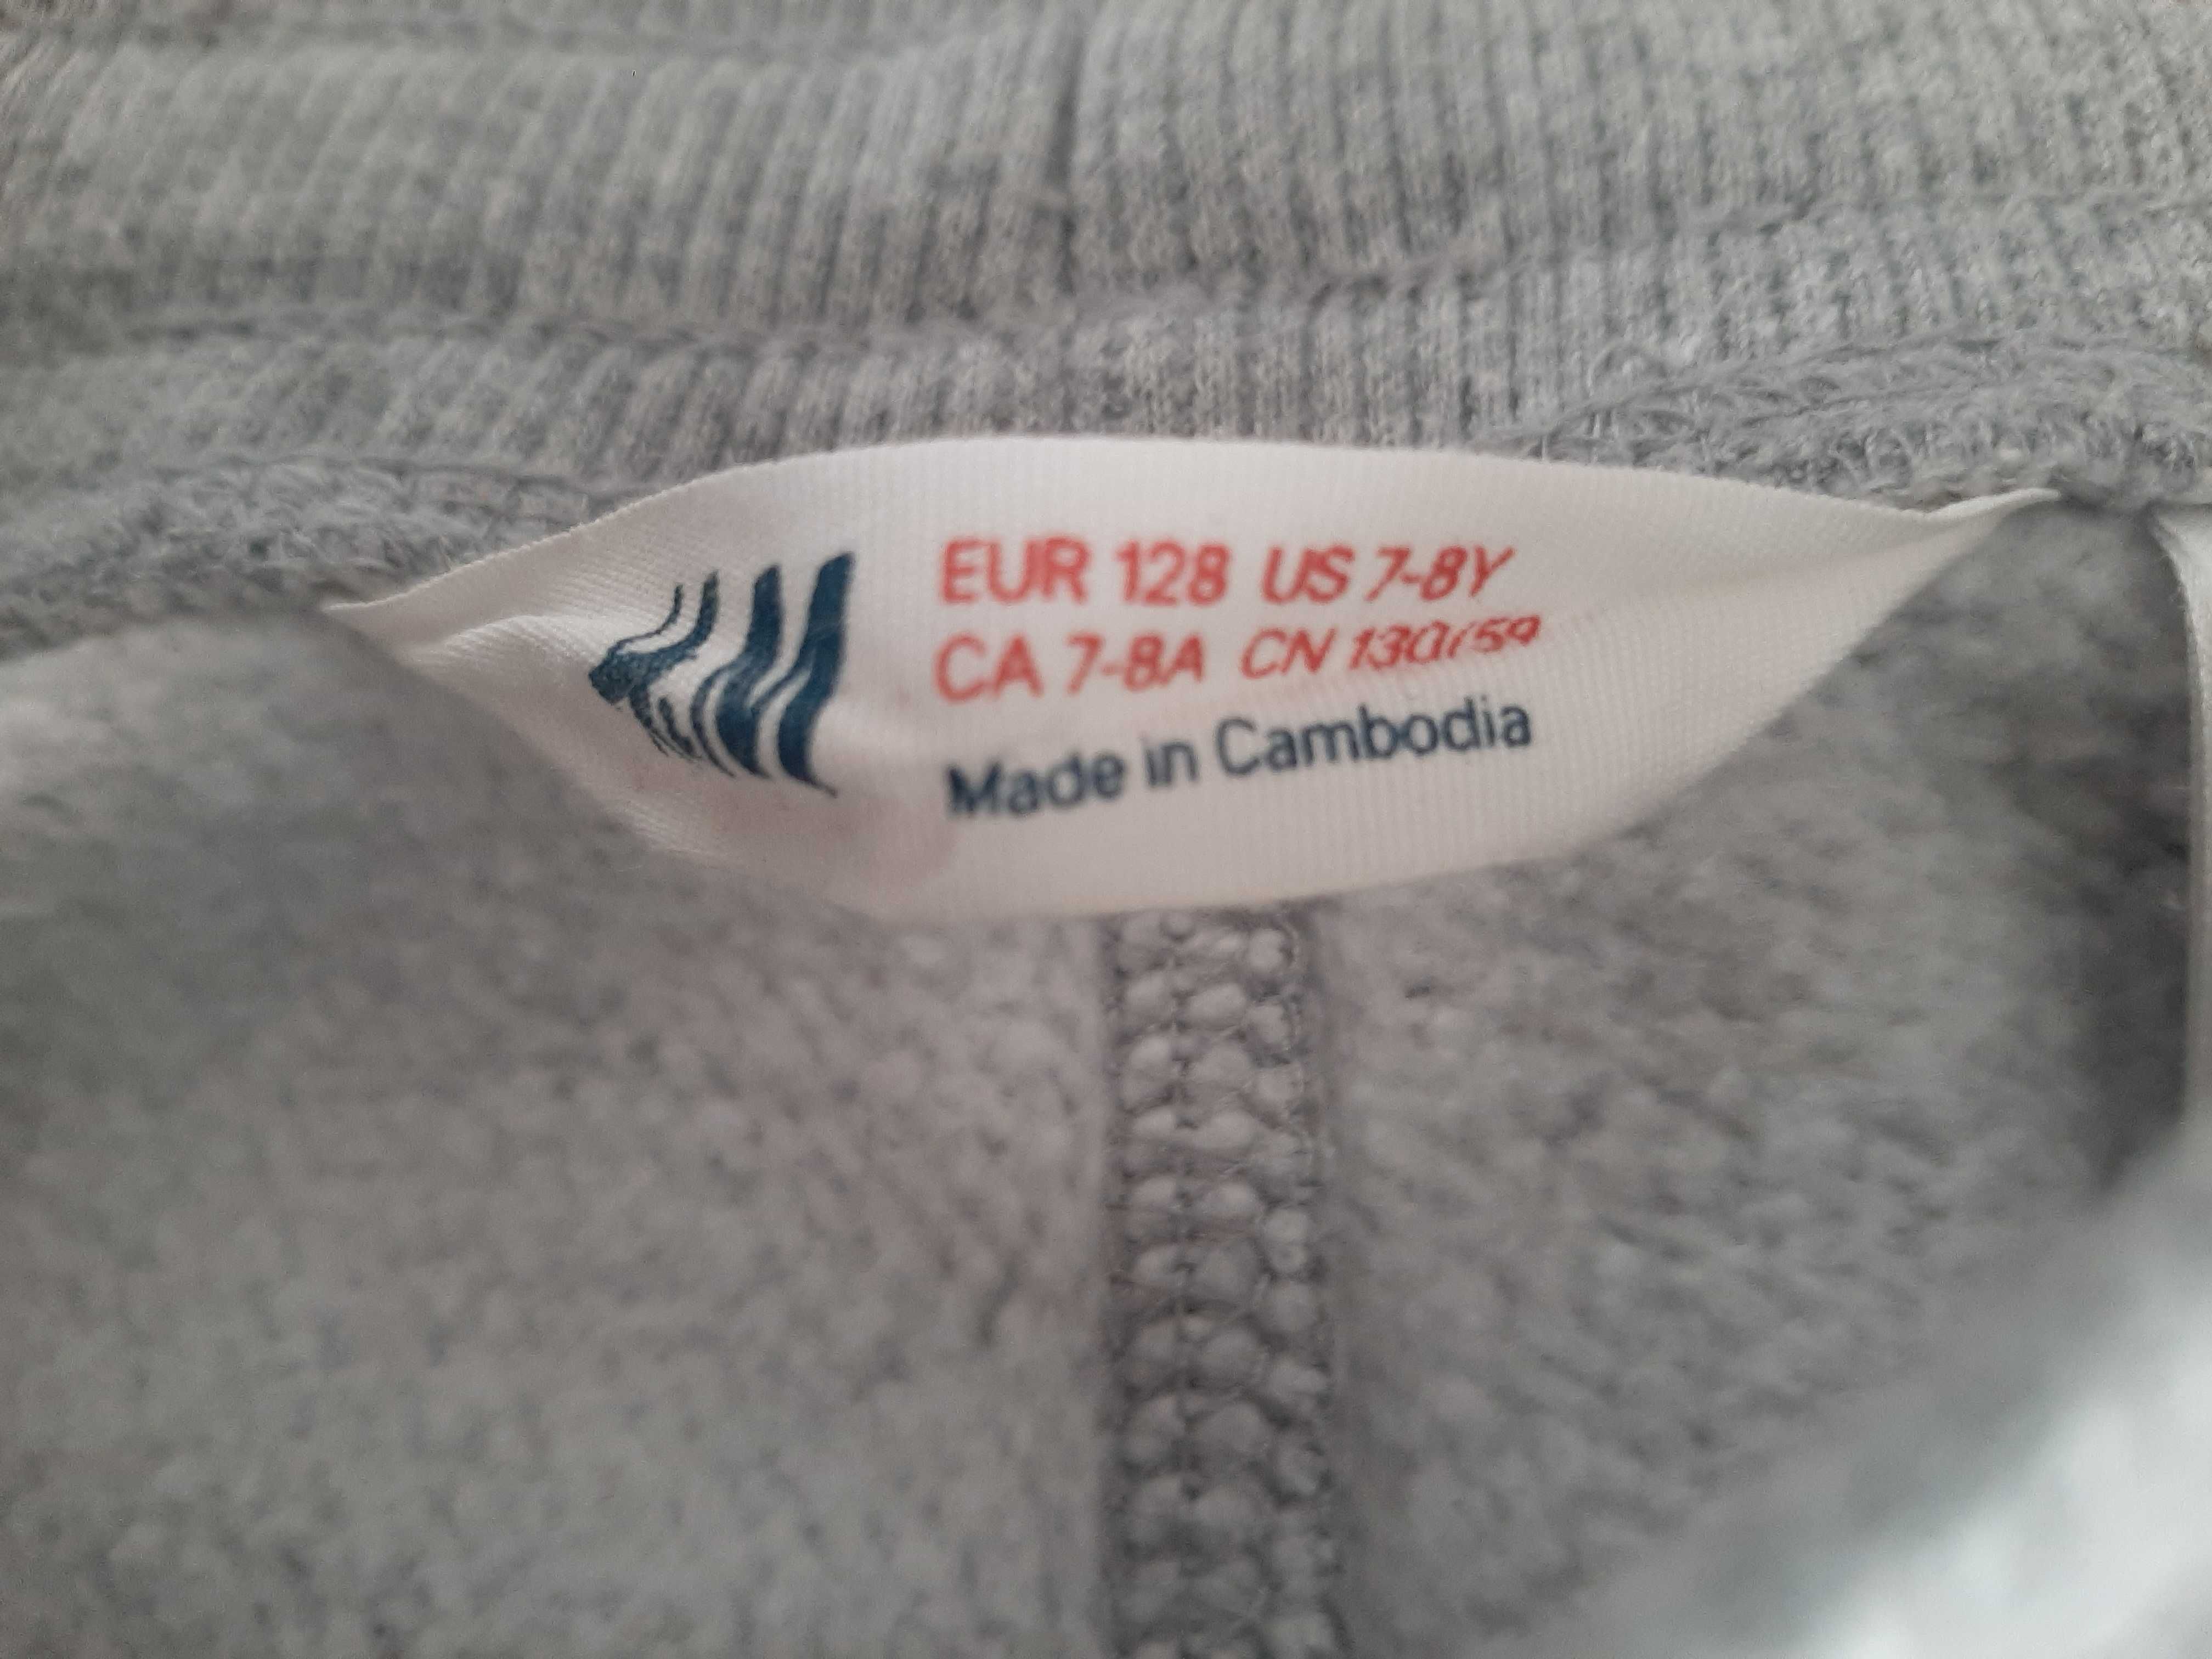 EUR 128 US 7-8Y
CA 7-8A CN 130/59
Made in Cambodia